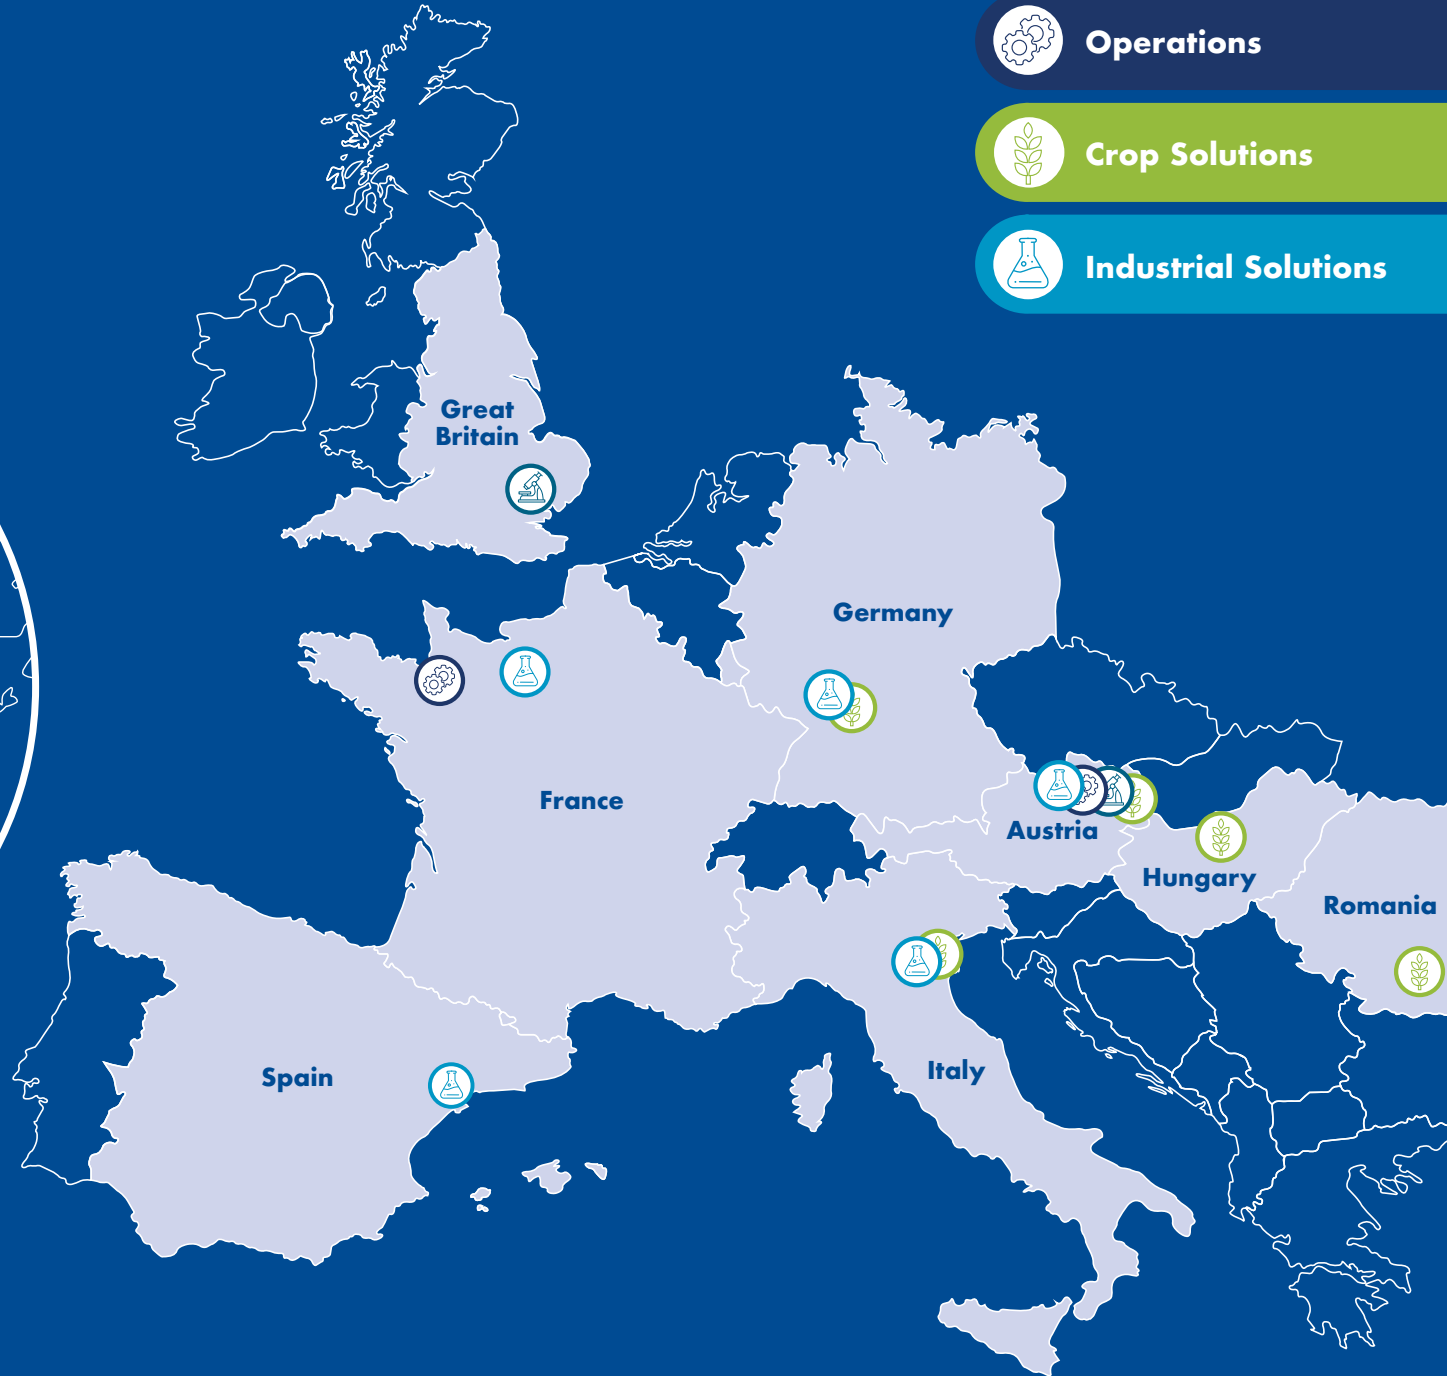 Operations
Crop Solutions
Industrial Solutions
Great
Britain
Germany
France
Austria
Hungary
Romania
Spain
Italy